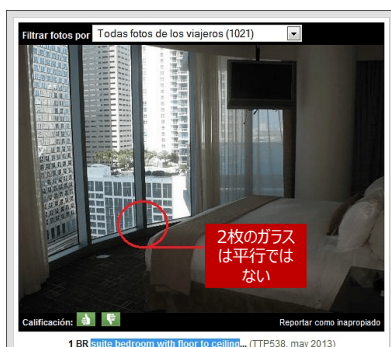 Filtrar fotos por Todas fotos de los viajeros (1021)
2枚のガラス
は平行では
ない
Calificación:
Reportar como inapropiado
1 BR suite bedroom with floor to ceiling... (TTP538, may 2013)